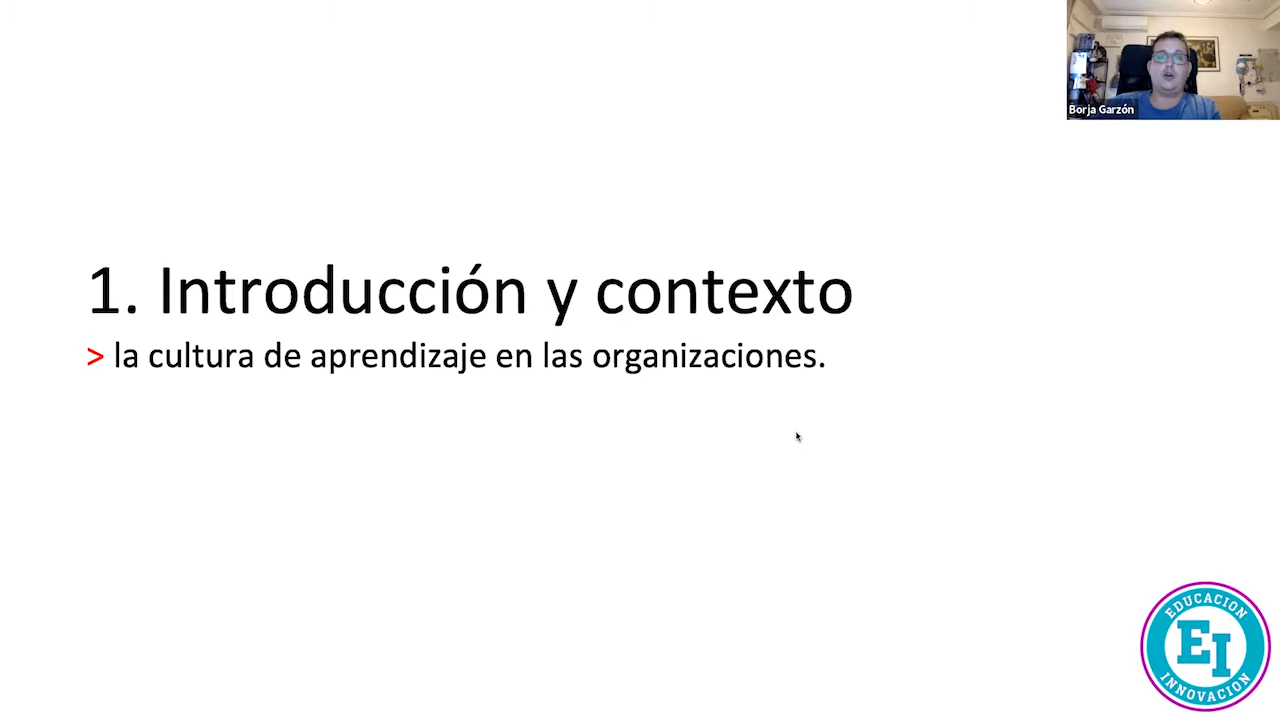 Borja Garzón
1. Introducción y contexto
> la cultura de aprendizaje en las organizaciones.
EDUCACION
EI
INNOVACION